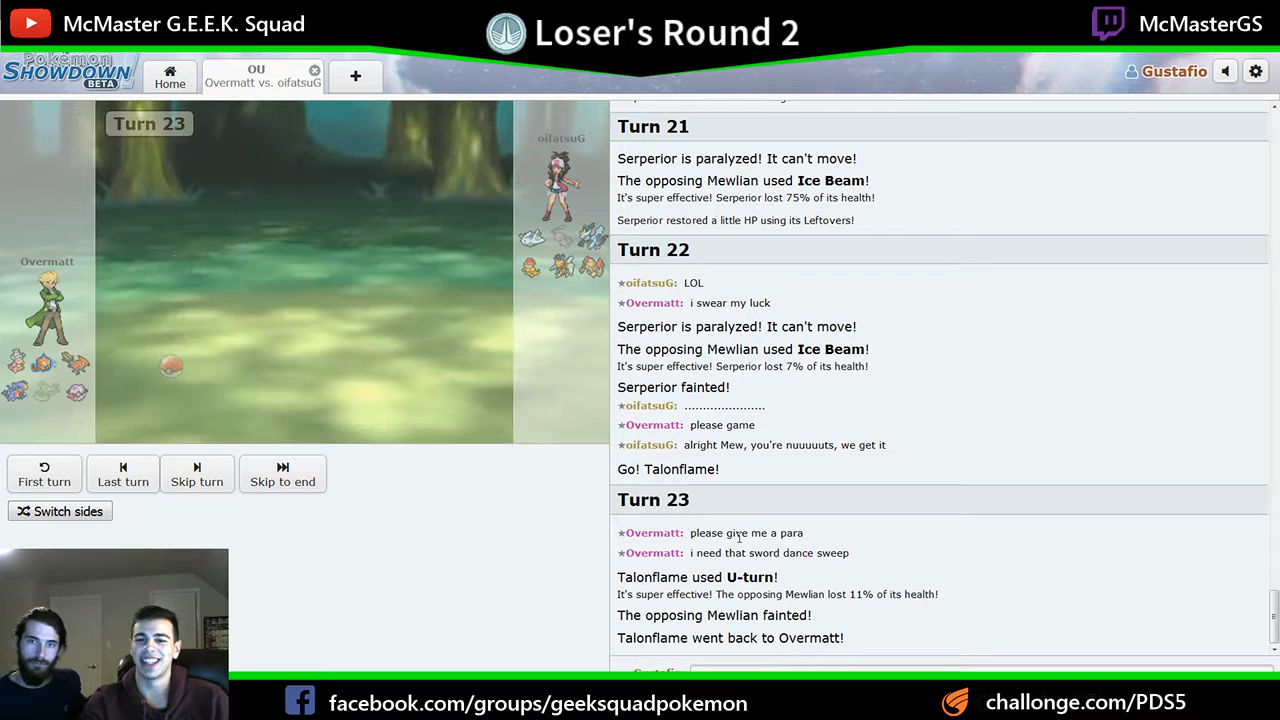 McMaster G.E.E.K. Squad
Loser's Round 2
McMasterGS
Pokémon
SHOWDOWN
BETA
Home
OU
Overmatt vs. oifatsuG
Gustafio
Turn 23
oifatsuG
Overmatt
First turn
Last turn
Skip turn
Skip to end
Switch sides
Turn 21
Serperior is paralyzed! It can't move!
The opposing Mewlian used Ice Beam!
It's super effective! Serperior lost 75% of its health!
Serperior restored a little HP using its Leftovers!
Turn 22
★oifatsuG: LOL
★Overmatt: i swear my luck
Serperior is paralyzed! It can't move!
The opposing Mewlian used Ice Beam!
It's super effective! Serperior lost 7% of its health!
Serperior fainted!
★oifatsuG: ......................
★Overmatt: please game
★oifatsuG: alright Mew, you're nuuuuuts, we get it
Go! Talonflame!
Turn 23
★Overmatt: please give me a para
★Overmatt: i need that sword dance sweep
Talonflame used U-turn!
It's super effective! The opposing Mewlian lost 11% of its health!
The opposing Mewlian fainted!
Talonflame went back to Overmatt!
facebook.com/groups/geeksquadpokemon
challonge.com/PDS5